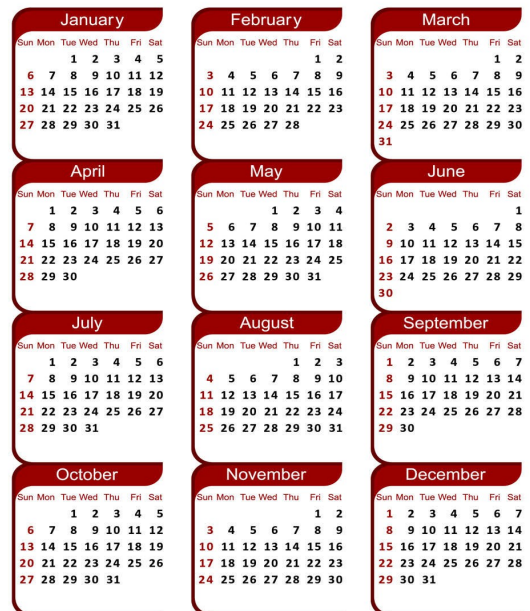 January
Sun Mon Tue Wed Thu Fri Sat
1 2 3 4 5
6 7 8 9 10 11 12
13 14 15 16 17 18 19
20 21 22 23 24 25 26
27 28 29 30 31
February
Sun Mon Tue Wed Thu Fri Sat
1 2
3 4 5 6 7 8 9
10 11 12 13 14 15 16
17 18 19 20 21 22 23
24 25 26 27 28
March
Sun Mon Tue Wed Thu Fri Sat
1 2
3 4 5 6 7 8 9
10 11 12 13 14 15 16
17 18 19 20 21 22 23
24 25 26 27 28 29 30
31
April
Sun Mon Tue Wed Thu Fri Sat
1 2 3 4 5 6
7 8 9 10 11 12 13
14 15 16 17 18 19 20
21 22 23 24 25 26 27
28 29 30
May
Sun Mon Tue Wed Thu Fri Sat
1 2 3 4
5 6 7 8 9 10 11
12 13 14 15 16 17 18
19 20 21 22 23 24 25
26 27 28 29 30 31
June
Sun Mon Tue Wed Thu Fri Sat
1
2 3 4 5 6 7 8
9 10 11 12 13 14 15
16 17 18 19 20 21 22
23 24 25 26 27 28 29
30
July
Sun Mon Tue Wed Thu Fri Sat
1 2 3 4 5 6
7 8 9 10 11 12 13
14 15 16 17 18 19 20
21 22 23 24 25 26 27
28 29 30 31
August
Sun Mon Tue Wed Thu Fri Sat
1 2 3
4 5 6 7 8 9 10
11 12 13 14 15 16 17
18 19 20 21 22 23 24
25 26 27 28 29 30 31
September
Sun Mon Tue Wed Thu Fri Sat
1 2 3 4 5 6 7
8 9 10 11 12 13 14
15 16 17 18 19 20 21
22 23 24 25 26 27 28
29 30
October
Sun Mon Tue Wed Thu Fri Sat
1 2 3 4 5
6 7 8 9 10 11 12
13 14 15 16 17 18 19
20 21 22 23 24 25 26
27 28 29 30 31
November
Sun Mon Tue Wed Thu Fri Sat
1 2
3 4 5 6 7 8 9
10 11 12 13 14 15 16
17 18 19 20 21 22 23
24 25 26 27 28 29 30
December
Sun Mon Tue Wed Thu Fri Sat
1 2 3 4 5 6 7
8 9 10 11 12 13 14
15 16 17 18 19 20 21
22 23 24 25 26 27 28
29 30 31